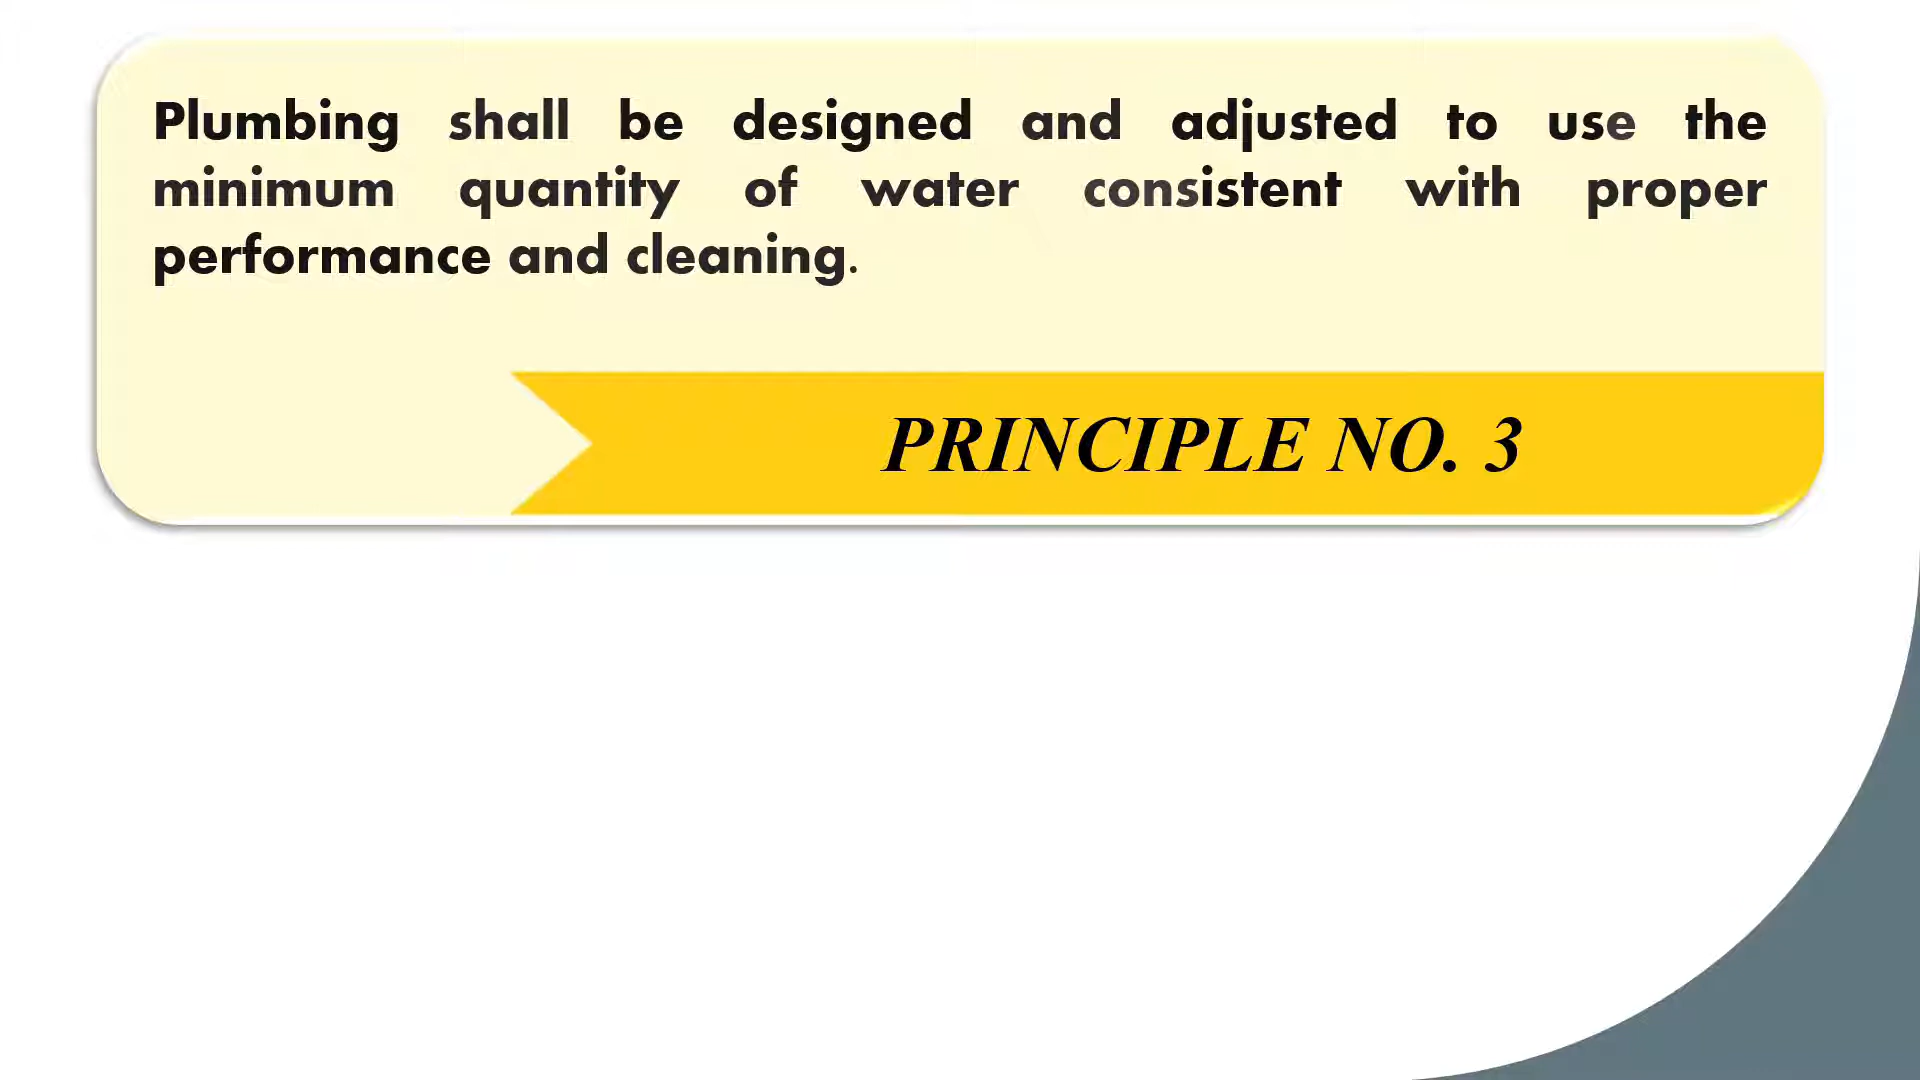 Plumbing shall be designed and adjusted to use the
minimum quantity of water consistent with proper
performance and cleaning.
PRINCIPLE NO. 3